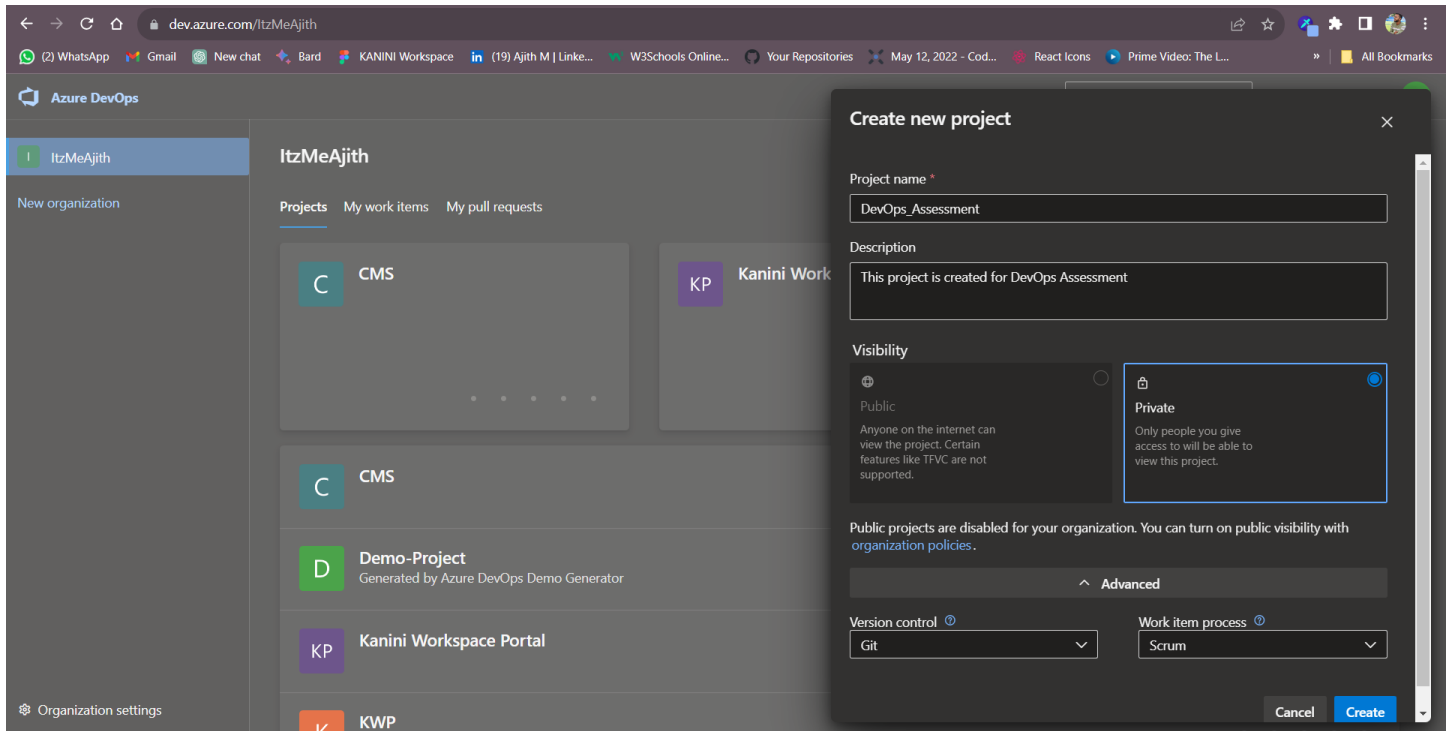 dev.azure.com/ItzMeAjith
(2) WhatsApp
Gmail
New chat
Bard
KANINI Workspace
in (19) Ajith M | Linke...
W3Schools Online...
Your Repositories
May 12, 2022 - Cod...
React Icons
Prime Video: The L...
»
All Bookmarks
Azure DevOps
I ItzMeAjith
New organization
Organization settings
ItzMeAjith
Projects My work items My pull requests
C CMS
KP Kanini Work
C CMS
D Demo-Project
Generated by Azure DevOps Demo Generator
KP Kanini Workspace Portal
K KWP
Create new project
Project name *
DevOps_Assessment
Description
This project is created for DevOps Assessment
Visibility
Public
Anyone on the internet can
view the project. Certain
features like TFVC are not
supported.
Private
Only people you give
access to will be able to
view this project.
Public projects are disabled for your organization. You can turn on public visibility with
organization policies.
Advanced
Version control ?
Git
Work item process ?
Scrum
Cancel
Create